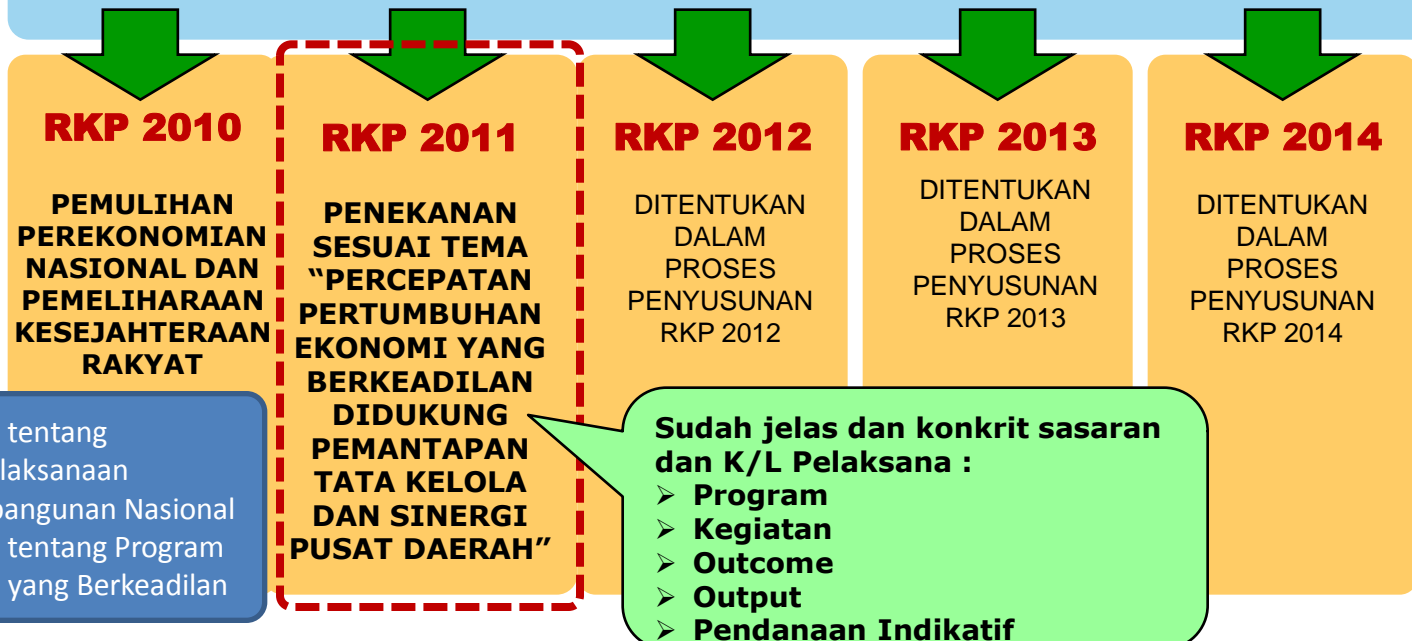 RKP 2010
PEMULIHAN
PEREKONOMIAN
NASIONAL DAN
PEMELIHARAAN
KESEJAHTERAAN
RAKYAT
tentang
laksanaan
bangunan Nasional
tentang Program
yang Berkeadilan
RKP 2011
PENEKANAN
SESUAI TEMA
“PERCEPATAN
PERTUMBUHAN
EKONOMI YANG
BERKEADILAN
DIDUKUNG
PEMANTAPAN
TATA KELOLA
DAN SINERGI
PUSAT DAERAH”
RKP 2012
DITENTUKAN
DALAM
PROSES
PENYUSUNAN
RKP 2012
RKP 2013
DITENTUKAN
DALAM
PROSES
PENYUSUNAN
RKP 2013
RKP 2014
DITENTUKAN
DALAM
PROSES
PENYUSUNAN
RKP 2014
Sudah jelas dan konkrit sasaran
dan K/L Pelaksana :
➢ Program
➢ Kegiatan
➢ Outcome
➢ Output
➢ Pendanaan Indikatif